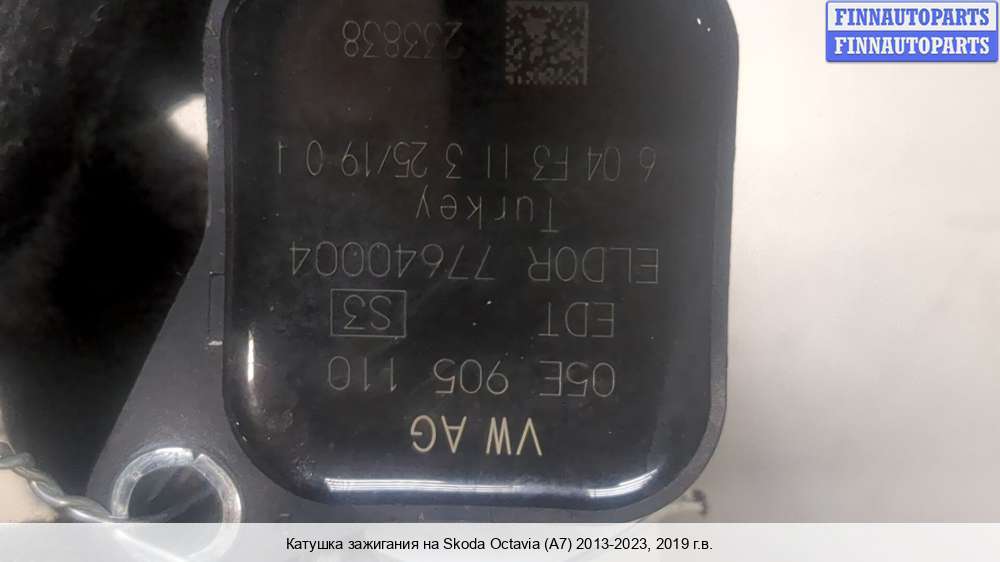 FINNAUTOPARTS
FINNAUTOPARTS
VW AG
05E 905 110
EDT S3
ELDOR 77640004
Turkey
6 04 F3 11 3 25/19 0 1
233838
Катушка зажигания на Skoda Octavia (A7) 2013-2023, 2019 г.в.